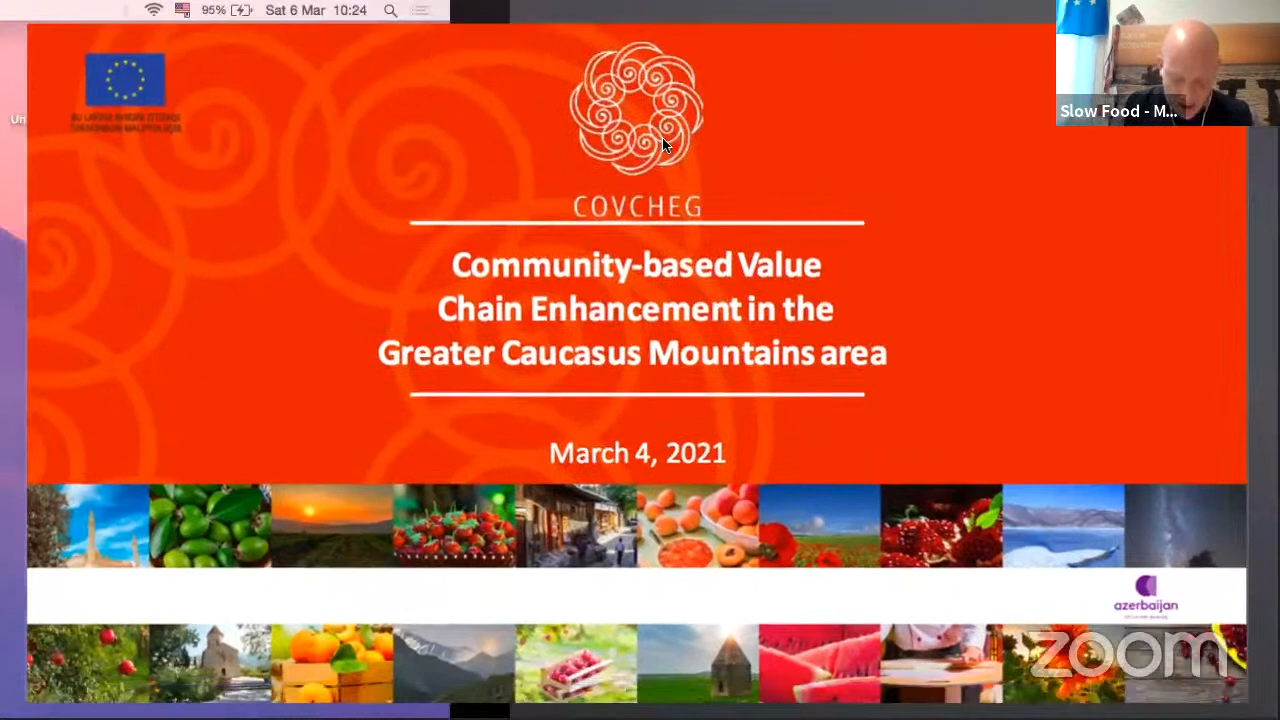 95%
Sat 6 Mar 10:24
Un
Slow Food - M...
COVCHEG
Community-based Value
Chain Enhancement in the
Greater Caucasus Mountains area
March 4, 2021
azerbaijan
zoom